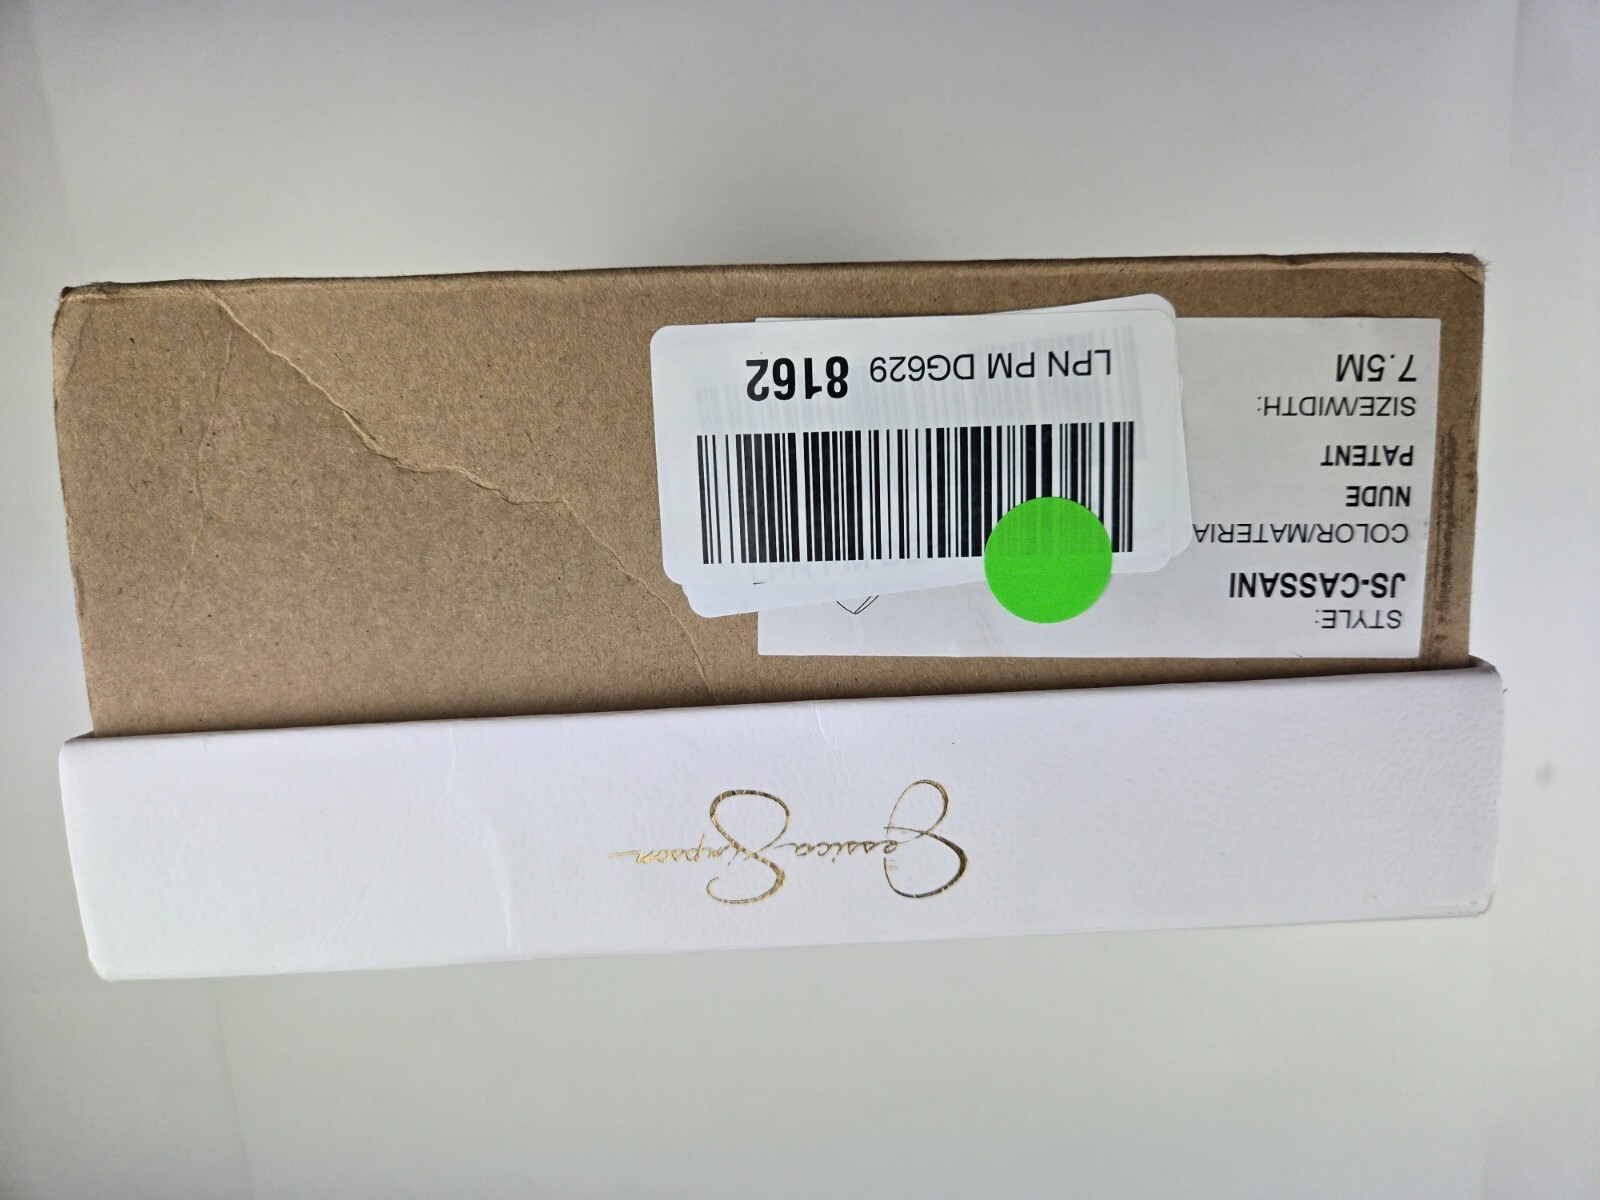 Jessica Simpson
STYLE:
JS-CASSANI
COLOR/MATERIA
NUDE
PATENT
SIZE/WIDTH:
7.5M
LPN PM DG629 8162